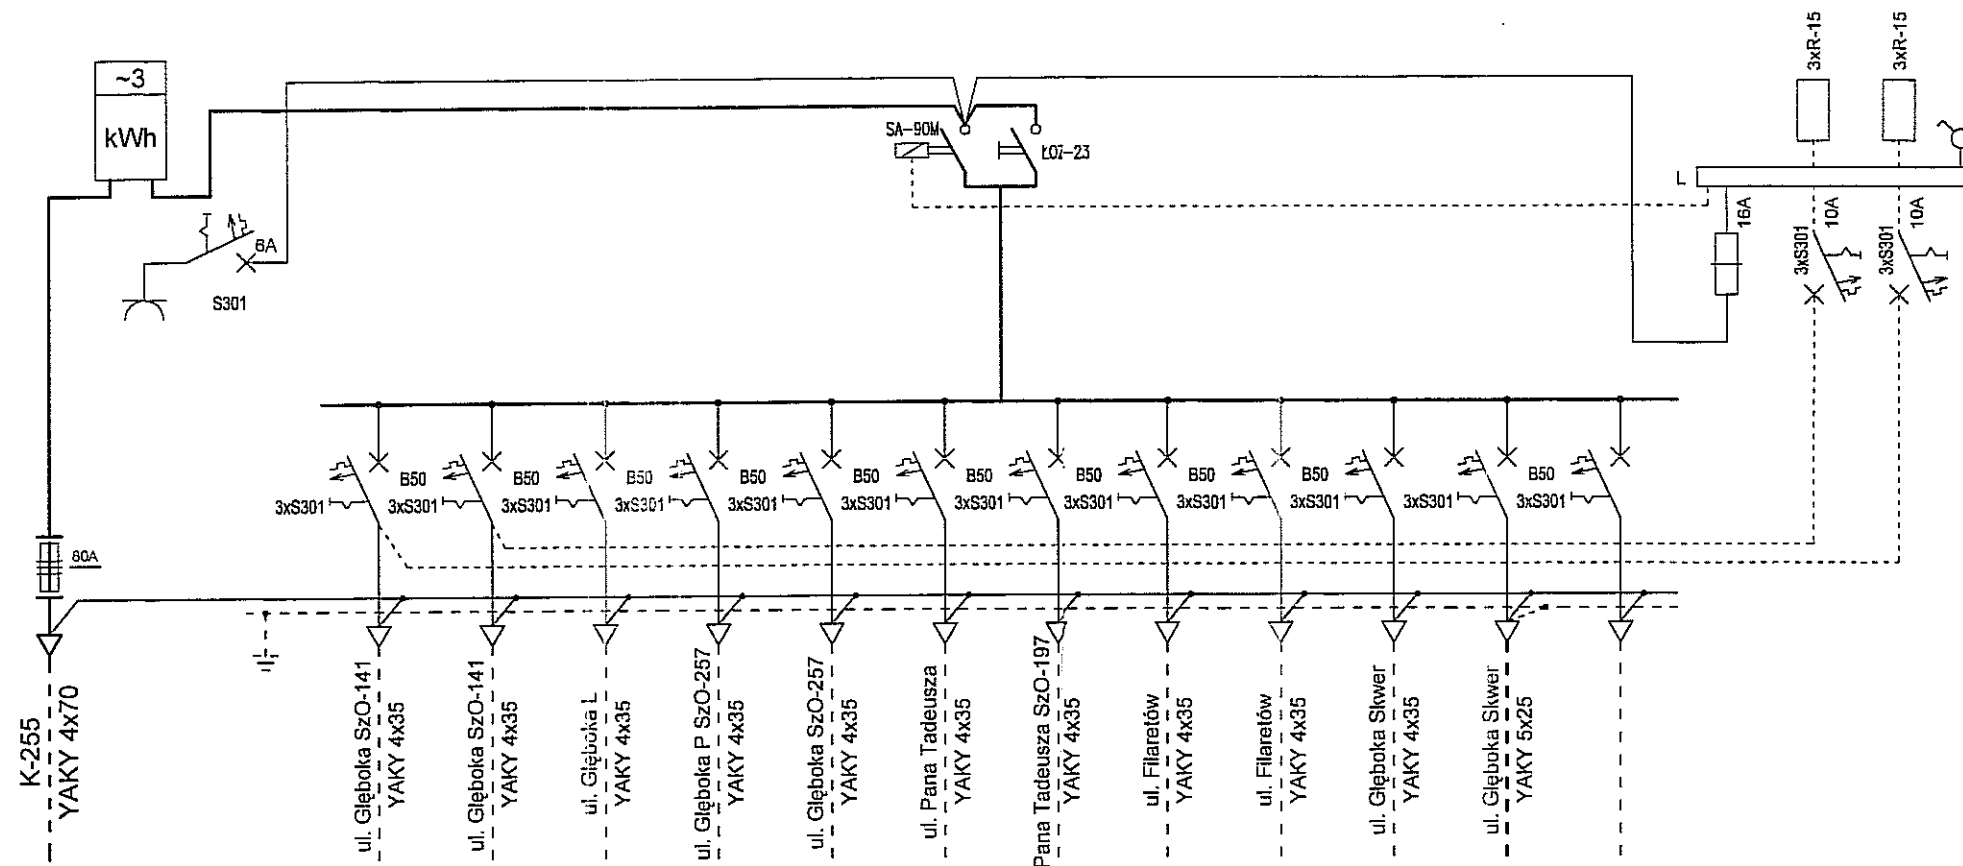 ~3
kWh
3xR-15
3xR-15
SA-90M
ŁOZ-23
L
16A
10A
10A
3xS301
3xS301
6A
S301
B50
B50
B50
B50
B50
B50
B50
B50
B50
B50
B50
3xS301
3xS301
3xS301
3xS301
3xS301
3xS301
3xS301
3xS301
3xS301
3xS301
3xS301
3xS301
80A
K-255
YAKY 4x70
ul. Głęboka SzO-141
YAKY 4x35
ul. Głęboka SzO-141
YAKY 4x35
ul. Głęboka L
YAKY 4x35
ul. Głęboka P SzO-257
YAKY 4x35
ul. Głęboka SzO-257
YAKY 4x35
ul. Pana Tadeusza
YAKY 4x35
Pana Tadeusza SzO-197
YAKY 4x35
ul. Filaretów
YAKY 4x35
ul. Filaretów
YAKY 4x35
ul. Głęboka Skwer
YAKY 4x35
ul. Głęboka Skwer
YAKY 5x25